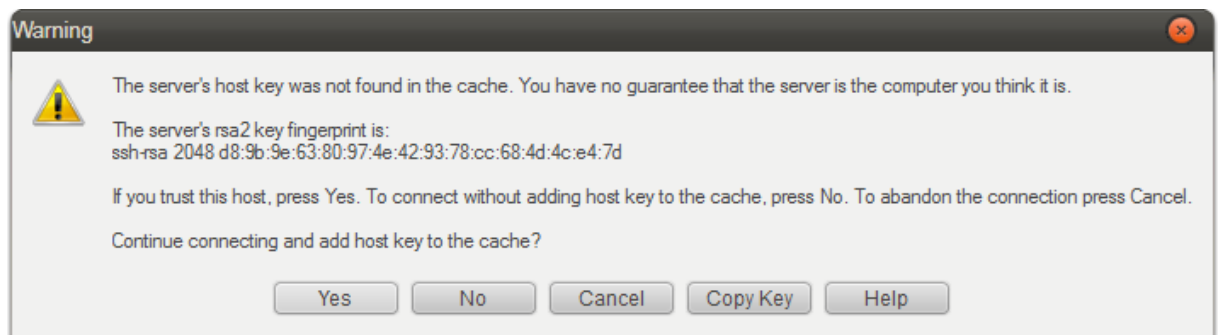 Warning
The server's host key was not found in the cache. You have no guarantee that the server is the computer you think it is.
The server's rsa2 key fingerprint is:
ssh-rsa 2048 d8:9b:9e:63:80:97:4e:42:93:78:cc:68:4d:4c:e4:7d
If you trust this host, press Yes. To connect without adding host key to the cache, press No. To abandon the connection press Cancel.
Continue connecting and add host key to the cache?
Yes No Cancel Copy Key Help